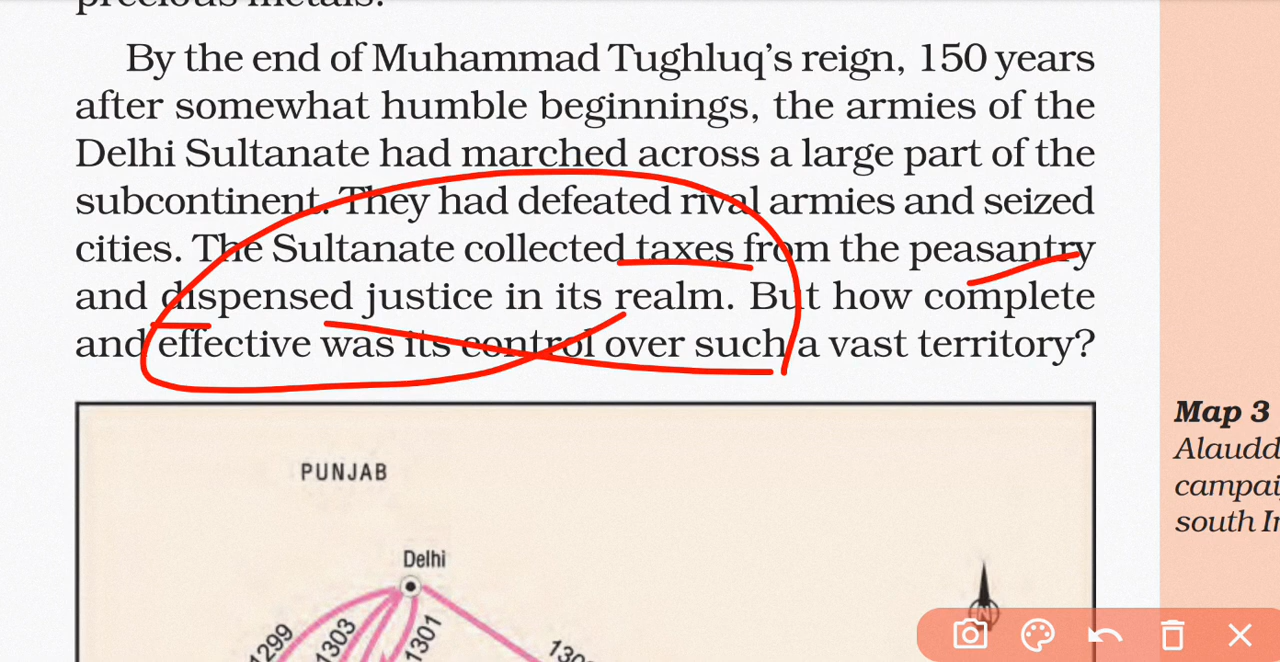 precious metals.
By the end of Muhammad Tughluq's reign, 150 years
after somewhat humble beginnings, the armies of the
Delhi Sultanate had marched across a large part of the
subcontinent. They had defeated rival armies and seized
cities. The Sultanate collected taxes from the peasantry
and dispensed justice in its realm. But how complete
and effective was its control over such a vast territory?
Map 3
Alaudd
campai
south In
PUNJAB
Delhi
1299
1303
1301
130
N